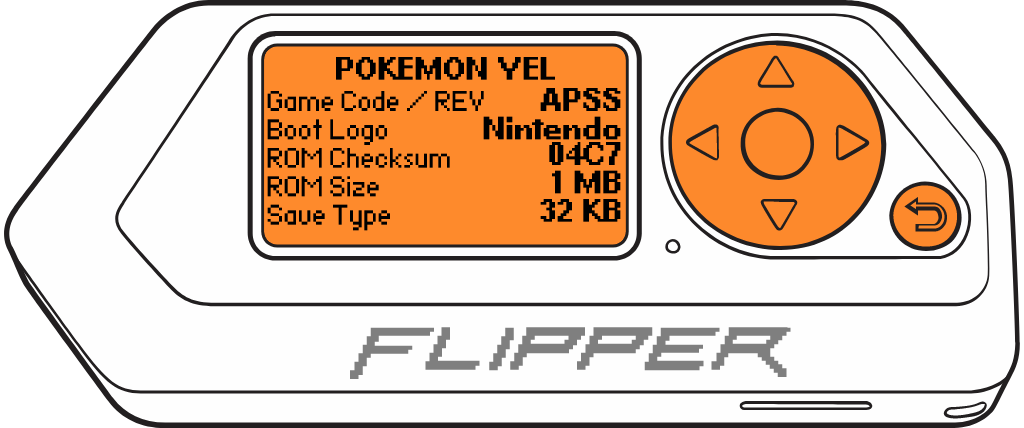 POKEMON YEL
Game Code / REV APSS
Boot Logo Nintendo
ROM Checksum 04C7
ROM Size 1 MB
Save Type 32 KB
FLIPPER